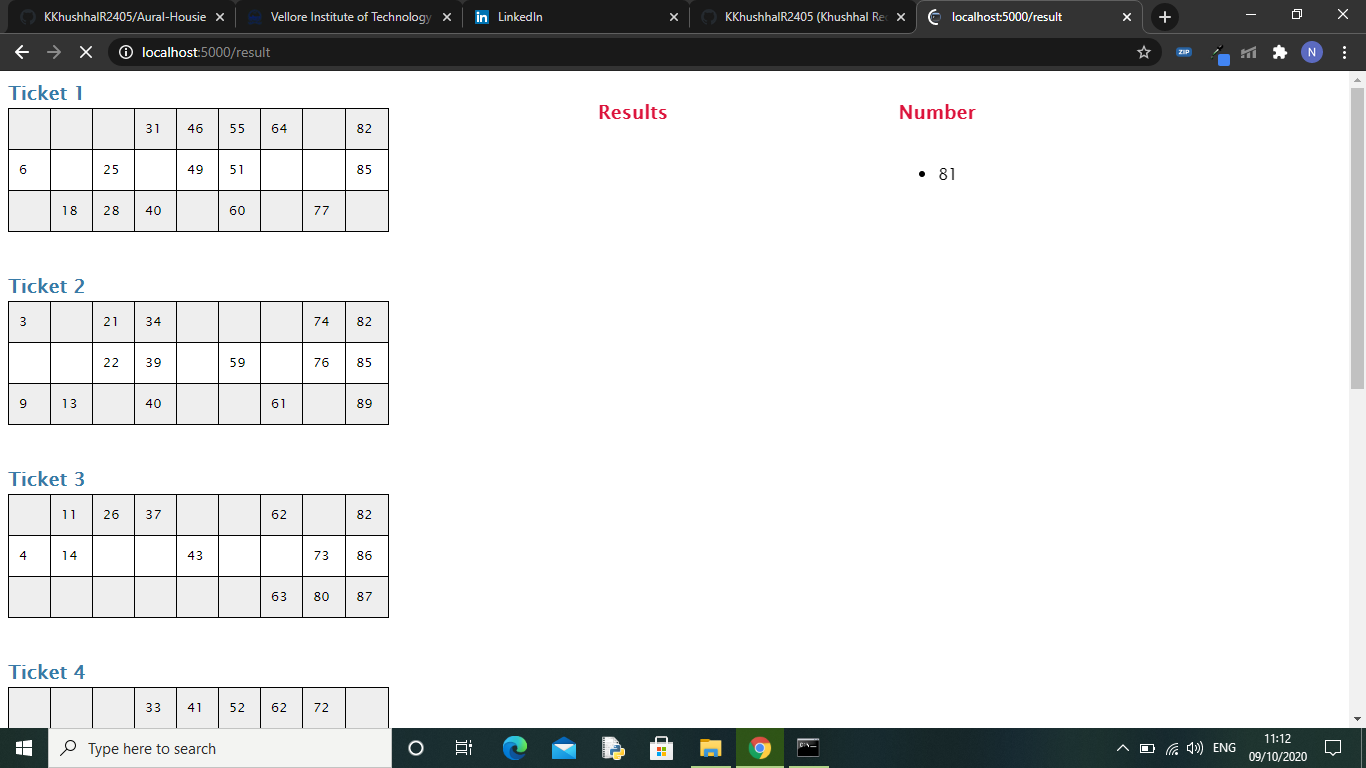 KKhushhalR2405/Aural-Housie
Vellore Institute of Technology
LinkedIn
KKhushhalR2405 (Khushhal Re
localhost:5000/result
localhost:5000/result
ZIP
N
Ticket 1
31 46 55 64 82
6 25 49 51 85
18 28 40 60 77
Ticket 2
3 21 34 74 82
22 39 59 76 85
9 13 40 61 89
Ticket 3
11 26 37 62 82
4 14 43 73 86
63 80 87
Ticket 4
33 41 52 62 72
Results
Number
• 81
Type here to search
ENG
11:12
09/10/2020